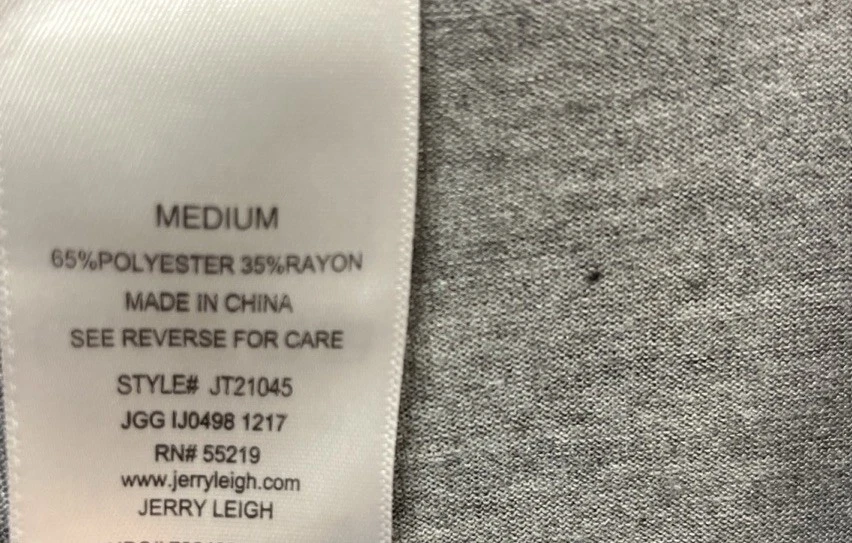 MEDIUM
65%POLYESTER 35%RAYON
MADE IN CHINA
SEE REVERSE FOR CARE
STYLE# JT21045
JGG IJ0498 1217
RN# 55219
www.jerryleigh.com
JERRY LEIGH